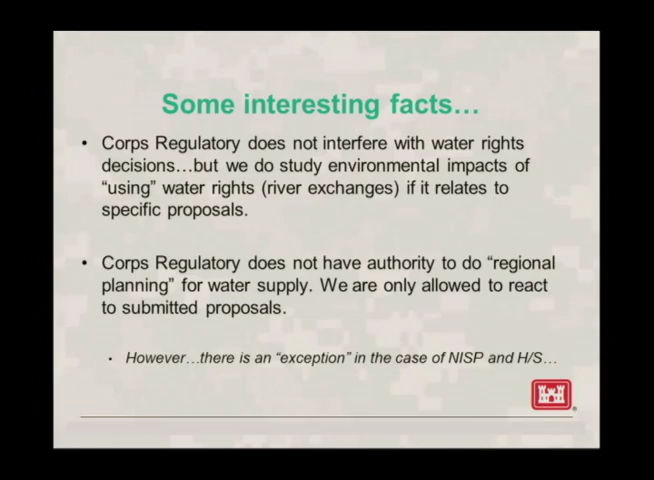 Some interesting facts…
• Corps Regulatory does not interfere with water rights
decisions…but we do study environmental impacts of
“using” water rights (river exchanges) if it relates to
specific proposals.
• Corps Regulatory does not have authority to do “regional
planning” for water supply. We are only allowed to react
to submitted proposals.
• However…there is an “exception” in the case of NISP and H/S…
®